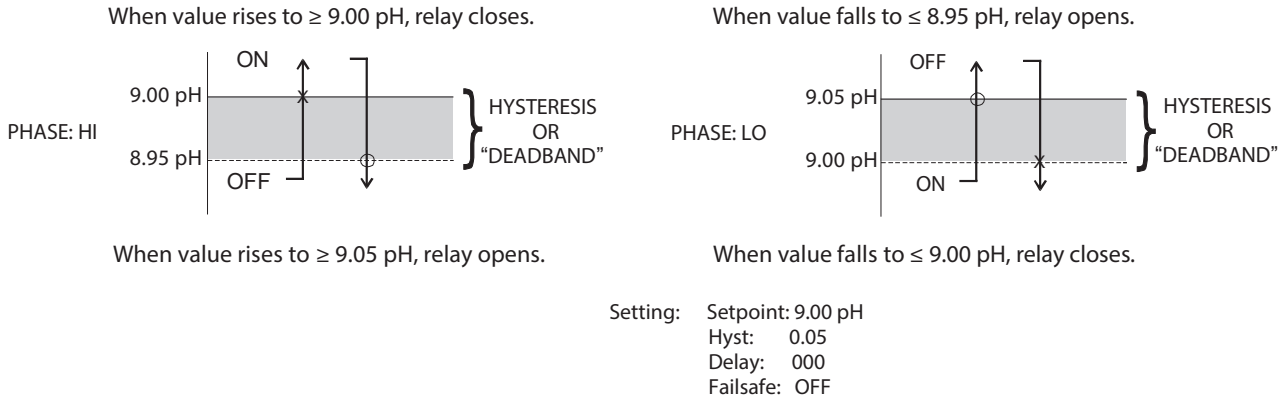 When value rises to ≥ 9.00 pH, relay closes.
When value falls to ≤ 8.95 pH, relay opens.
PHASE: HI
ON
9.00 pH
8.95 pH
OFF
X
HYSTERESIS
OR
“DEADBAND”
PHASE: LO
OFF
9.05 pH
9.00 pH
ON
X
HYSTERESIS
OR
“DEADBAND”
When value rises to ≥ 9.05 pH, relay opens.
When value falls to ≤ 9.00 pH, relay closes.
Setting: Setpoint: 9.00 pH
Hyst: 0.05
Delay: 000
Failsafe: OFF